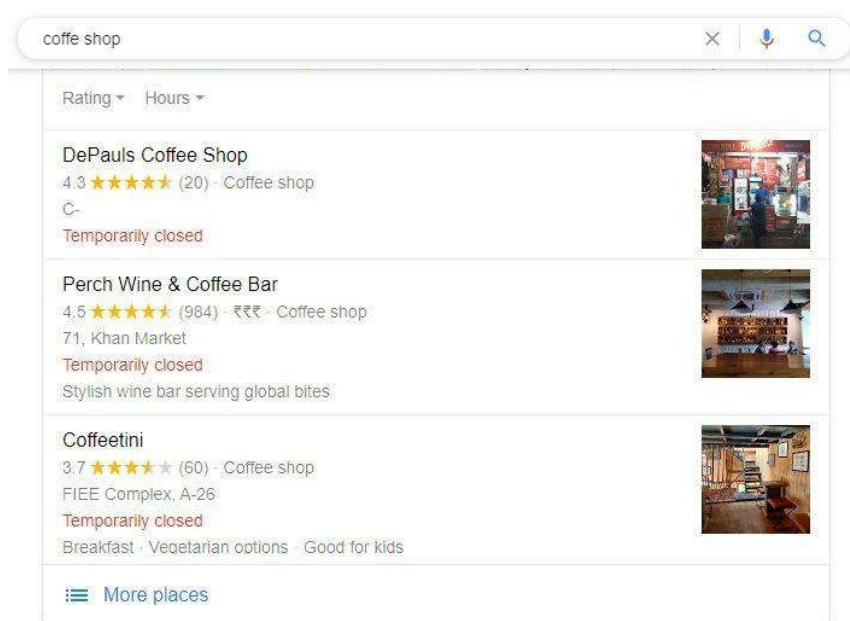 coffe shop
Rating Hours
DePauls Coffee Shop
4.3 ★★★★★ (20) · Coffee shop
C-
Temporarily closed
Perch Wine & Coffee Bar
4.5 ★★★★★ (984) · ₹₹₹ · Coffee shop
71, Khan Market
Temporarily closed
Stylish wine bar serving global bites
Coffeetini
3.7 ★★★★★ (60) · Coffee shop
FIEE Complex, A-26
Temporarily closed
Breakfast · Vegetarian options · Good for kids
More places